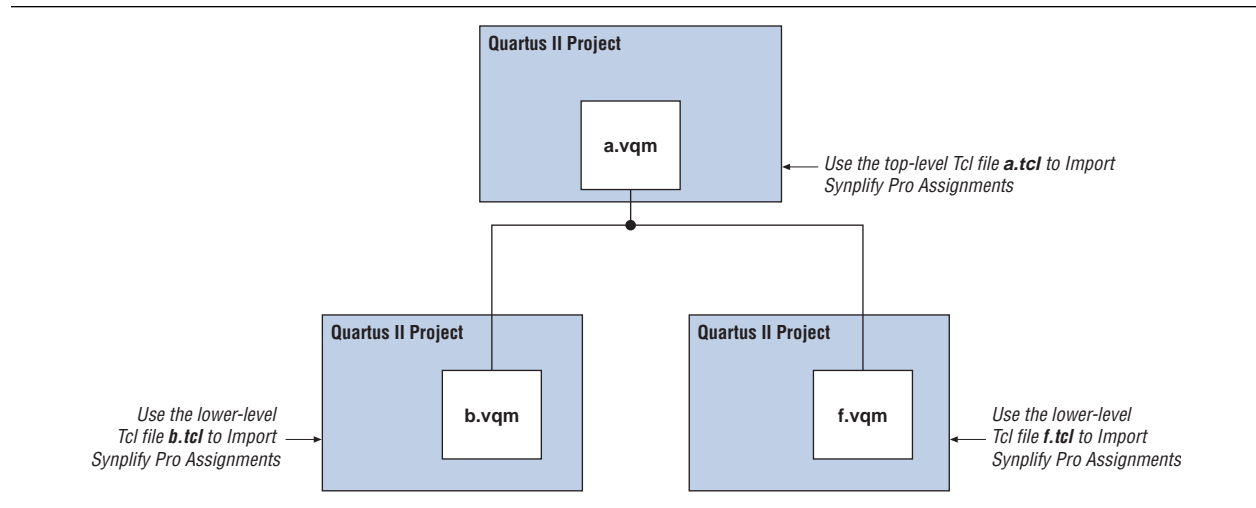 Quartus II Project
a.vqm
Use the top-level Tcl file a.tcl to Import
Synplify Pro Assignments
Quartus II Project
b.vqm
Use the lower-level
Tcl file b.tcl to Import
Synplify Pro Assignments
Quartus II Project
f.vqm
Use the lower-level
Tcl file f.tcl to Import
Synplify Pro Assignments